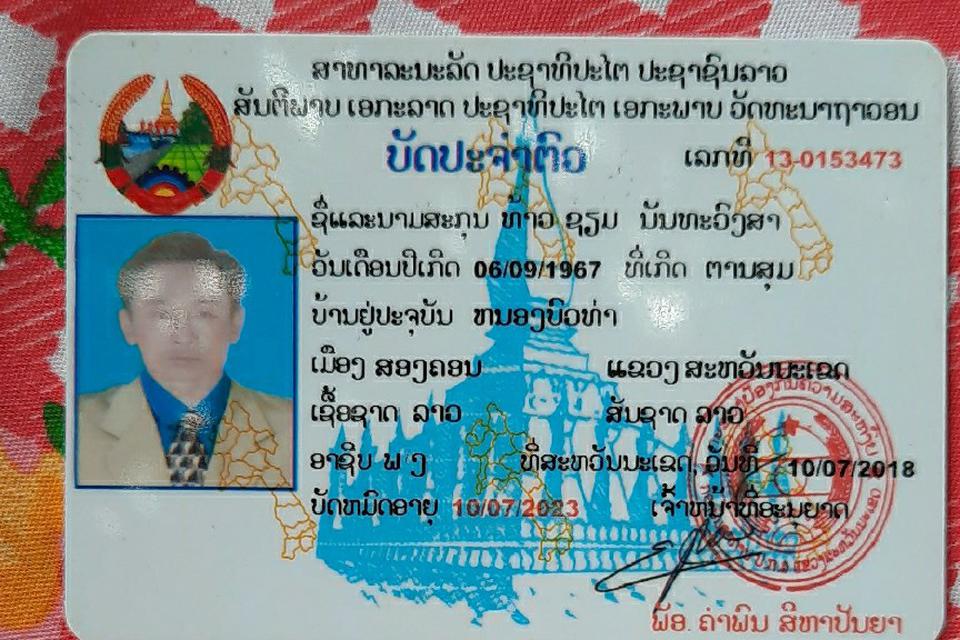 ສາທາລະນະລັດ ປະຊາທິປະໄຕ ປະຊາຊົນລາວ
ສັນຕິພາບ ເອກະລາດ ປະຊາທິປະໄຕ ເອກະພາບ ວັດທະນາຖາວອນ
ບັດປະຈຳຕົວ ເລກທີ 13-0153473
ຊື່ແລະນາມສະກຸນ ທ້າວ ຊຽມ ນັນທະວົງສາ
ວັນເດືອນປີເກີດ 06/09/1967 ທີ່ເກີດ ຕານສຸມ
ບ້ານຢູ່ປະຈຸບັນ ຫນອງບົວທ່າ
ເມືອງ ສອງຄອນ ແຂວງ ສະຫວັນນະເຂດ
ເຊື້ອຊາດ ລາວ ສັນຊາດ ລາວ
ອາຊີບ ພ ງ ທີ່ສະຫວັນນະເຂດ, ວັນທີ 10/07/2018
ບັດຫມົດອາຍຸ 10/07/2023 ເຈົ້າຫນ້າທີ່ອະນຸຍາດ
ພັອ. ຄຳພົນ ສີຫາປັນຍາ